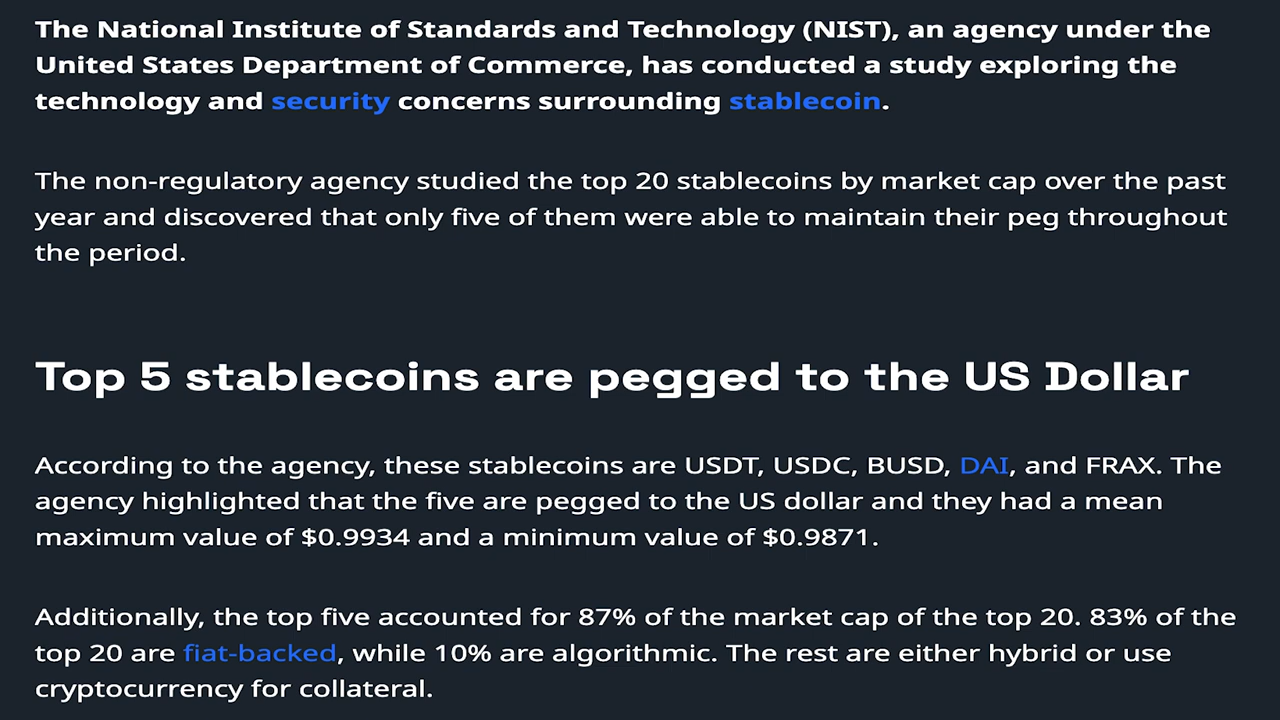 The National Institute of Standards and Technology (NIST), an agency under the
United States Department of Commerce, has conducted a study exploring the
technology and security concerns surrounding stablecoin.
The non-regulatory agency studied the top 20 stablecoins by market cap over the past
year and discovered that only five of them were able to maintain their peg throughout
the period.
Top 5 stablecoins are pegged to the US Dollar
According to the agency, these stablecoins are USDT, USDC, BUSD, DAI, and FRAX. The
agency highlighted that the five are pegged to the US dollar and they had a mean
maximum value of $0.9934 and a minimum value of $0.9871.
Additionally, the top five accounted for 87% of the market cap of the top 20. 83% of the
top 20 are fiat-backed, while 10% are algorithmic. The rest are either hybrid or use
cryptocurrency for collateral.